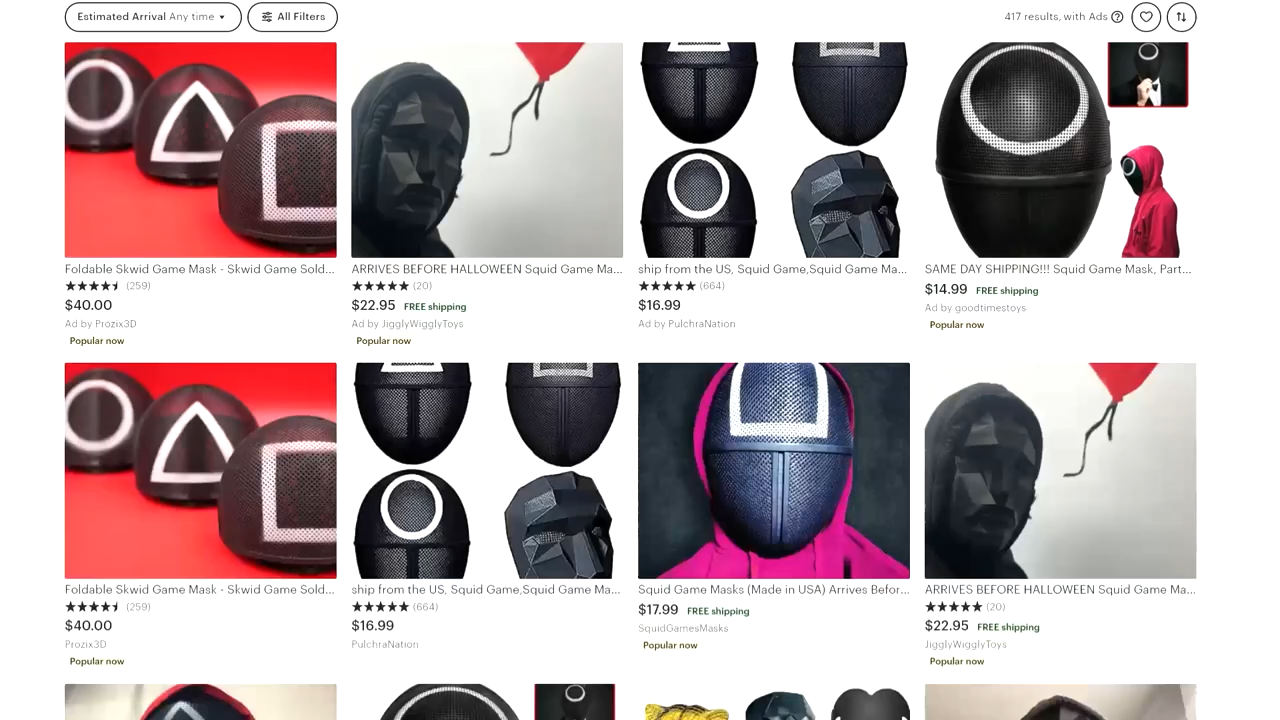 Estimated Arrival Any time
All Filters
417 results, with Ads
Foldable Skwid Game Mask - Skwid Game Sold...
(259)
$40.00
Ad by Prozix3D
Popular now
ARRIVES BEFORE HALLOWEEN Squid Game Ma...
(20)
$22.95 FREE shipping
Ad by JigglyWigglyToys
Popular now
ship from the US, Squid Game,Squid Game Ma...
(664)
$16.99
Ad by PulchraNation
SAME DAY SHIPPING!!! Squid Game Mask, Part...
$14.99 FREE shipping
Ad by goodtimestoys
Popular now
Foldable Skwid Game Mask - Skwid Game Sold...
(259)
$40.00
Prozix3D
Popular now
ship from the US, Squid Game,Squid Game Ma...
(664)
$16.99
PulchraNation
Squid Game Masks (Made in USA) Arrives Befor...
$17.99 FREE shipping
SquidGamesMasks
Popular now
ARRIVES BEFORE HALLOWEEN Squid Game Ma...
(20)
$22.95 FREE shipping
JigglyWigglyToys
Popular now